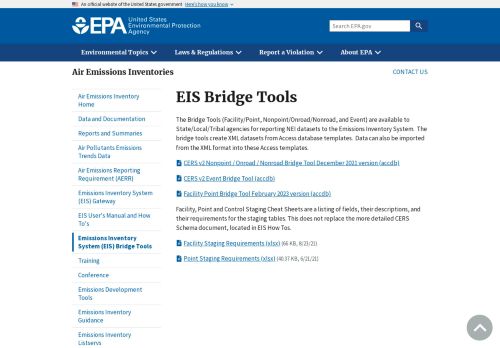 An official website of the United States government Here's how you know
EPA United States
Environmental Protection
Agency
Search EPA.gov
Environmental Topics Laws & Regulations Report a Violation About EPA
Air Emissions Inventories
CONTACT US
Air Emissions Inventory
Home
Data and Documentation
Reports and Summaries
Air Pollutants Emissions
Trends Data
Air Emissions Reporting
Requirement (AERR)
Emissions Inventory System
(EIS) Gateway
EIS User's Manual and How
To's
Emissions Inventory
System (EIS) Bridge Tools
Training
Conference
Emissions Development
Tools
Emissions Inventory
Guidance
Emissions Inventory
Listservs
EIS Bridge Tools
The Bridge Tools (Facility/Point, Nonpoint/Onroad/Nonroad, and Event) are available to
State/Local/Tribal agencies for reporting NEI datasets to the Emissions Inventory System. The
bridge tools create XML datasets from Access database templates. Data can also be imported
from the XML format into these Access templates.
CERS v2 Nonpoint / Onroad / Nonroad Bridge Tool December 2021 version (accdb)
CERS v2 Event Bridge Tool (accdb)
Facility Point Bridge Tool February 2023 version (accdb)
Facility, Point and Control Staging Cheat Sheets are a listing of fields, their descriptions, and
their requirements for the staging tables. This does not replace the more detailed CERS
Schema document, located in EIS How Tos.
Facility Staging Requirements (xlsx) (66 KB, 8/23/21)
Point Staging Requirements (xlsx) (40.37 KB, 6/21/21)